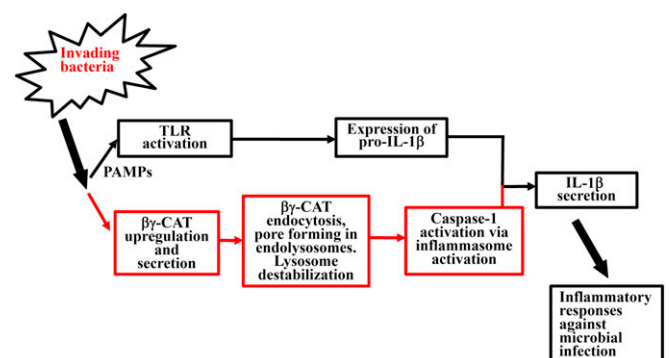 Invading
bacteria
TLR
activation
Expression of
pro-IL-1β
PAMPs
IL-1β
secretion
βγ-CAT
upregulation
and
secretion
βγ-CAT
endocytosis,
pore forming in
endolysosomes.
Lysosome
destabilization
Caspase-1
activation via
inflammasome
activation
Inflammatory
responses
against
microbial
infection